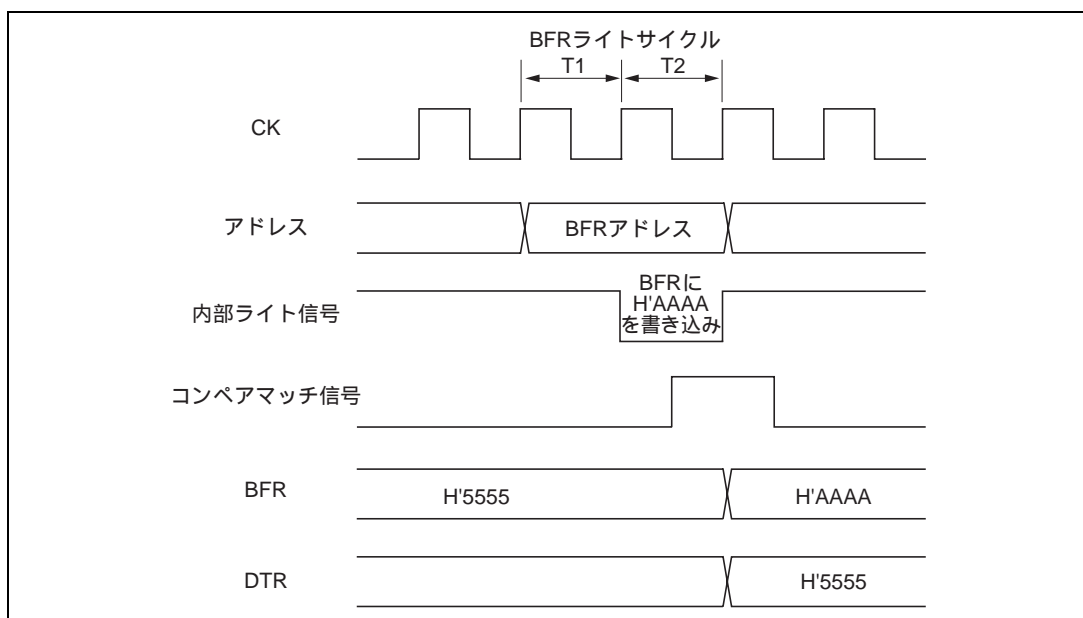 BFRライトサイクル
T1 T2
CK
アドレス
BFRアドレス
内部ライト信号
BFRに
H'AAAA
を書き込み
コンペアマッチ信号
BFR
H'5555
H'AAAA
DTR
H'5555